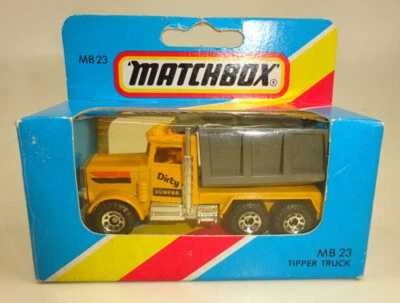 MB 23
MATCHBOX®
Dirty
DUMPER
MB 23
TIPPER TRUCK